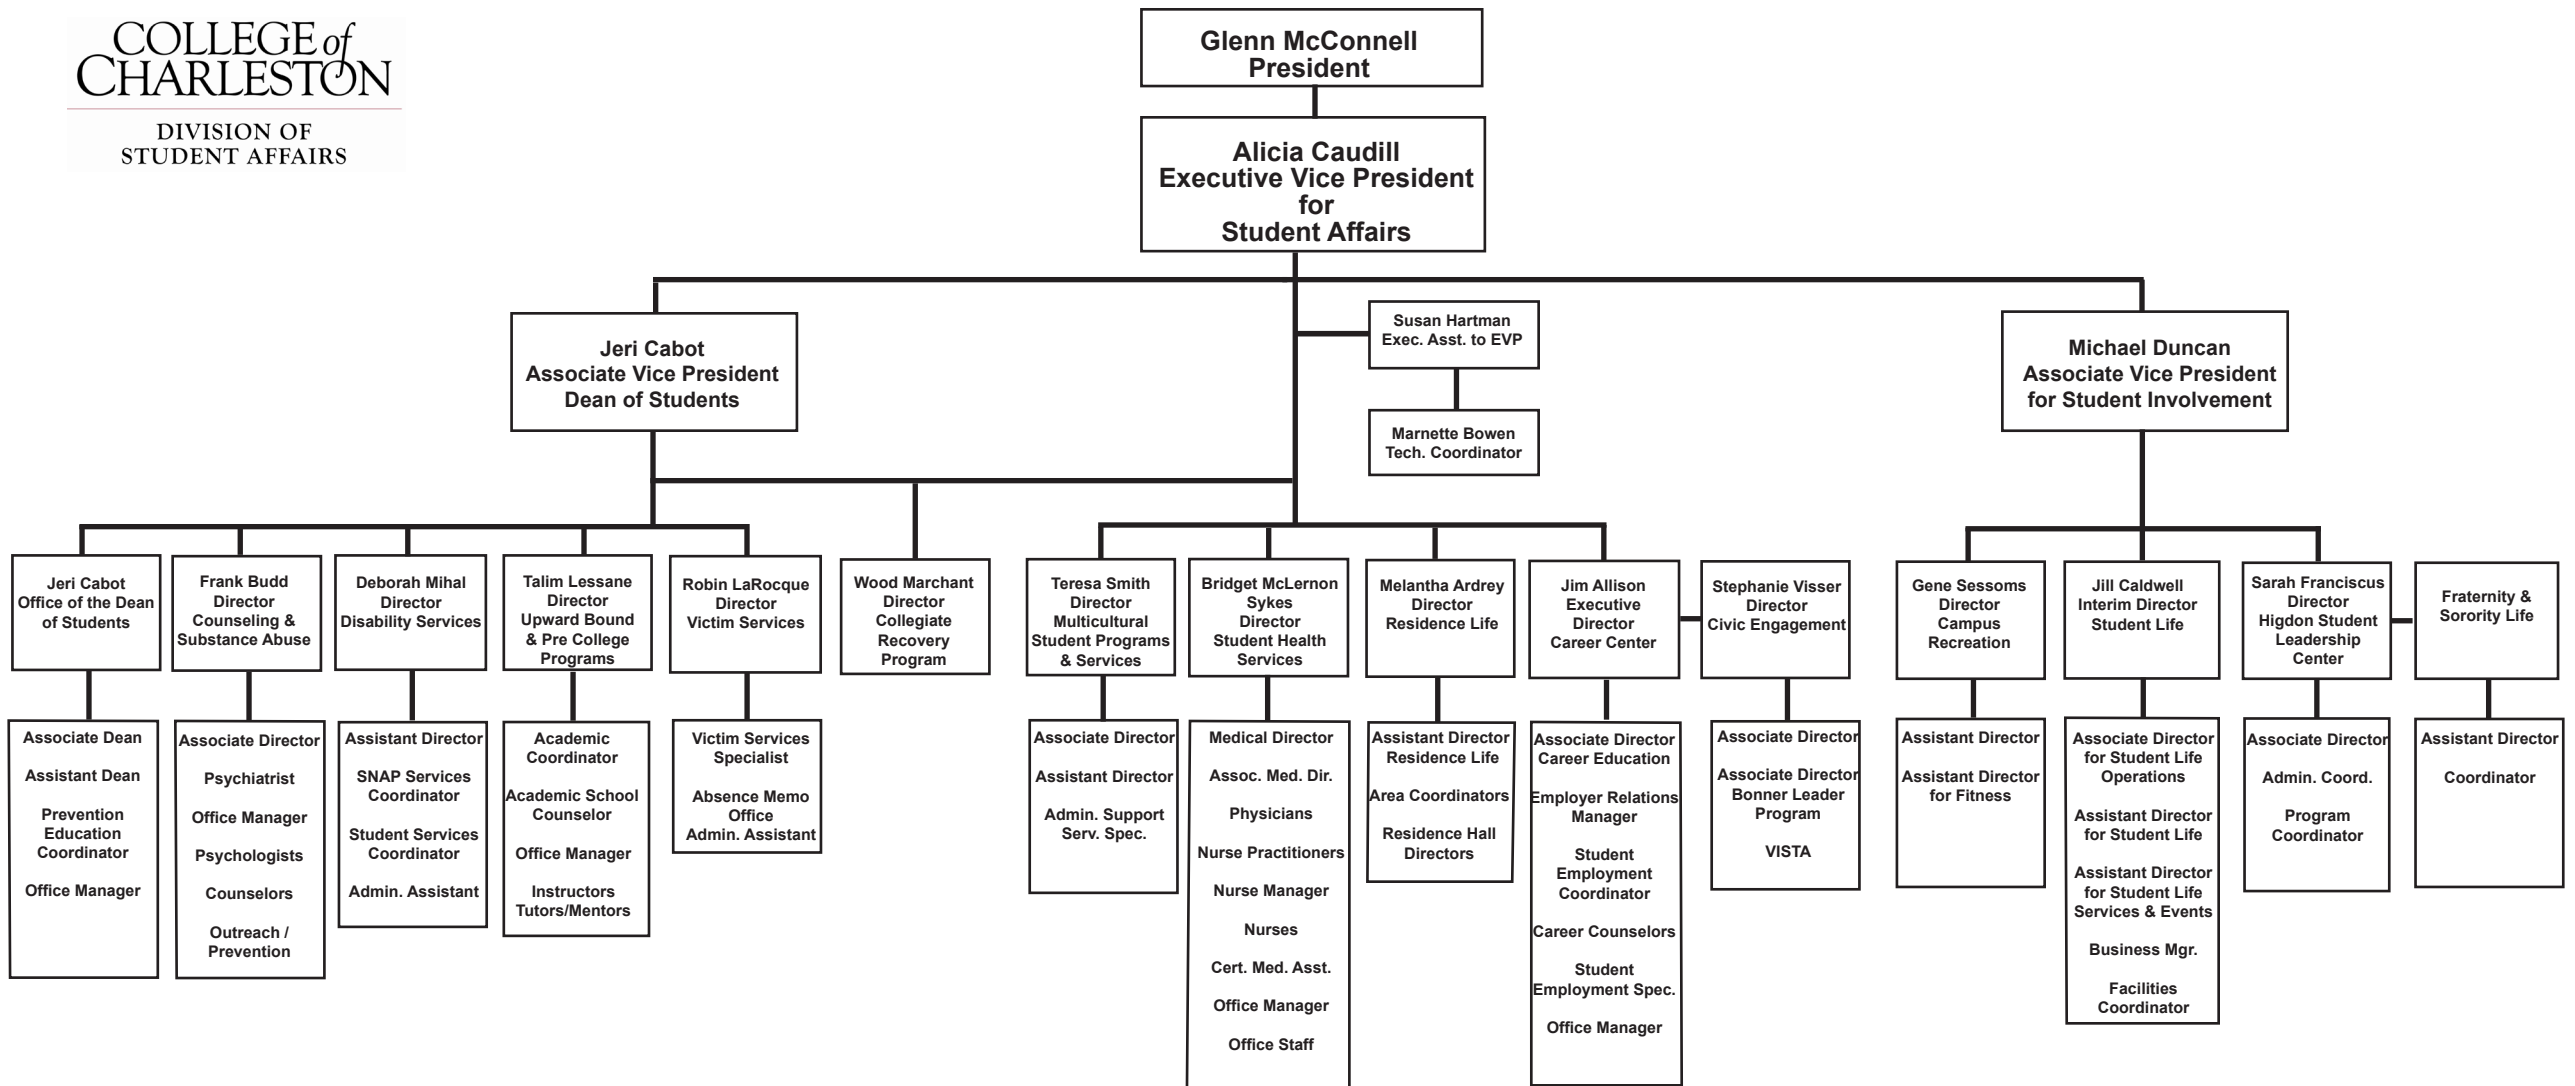 COLLEGE of
CHARLESTON
DIVISION OF
STUDENT AFFAIRS
Glenn McConnell
President
Alicia Caudill
Executive Vice President
for
Student Affairs
Jeri Cabot
Associate Vice President
Dean of Students
Susan Hartman
Exec. Asst. to EVP
Marnette Bowen
Tech. Coordinator
Michael Duncan
Associate Vice President
for Student Involvement
Jeri Cabot
Office of the Dean
of Students
Frank Budd
Director
Counseling &
Substance Abuse
Deborah Mihal
Director
Disability Services
Talim Lessane
Director
Upward Bound
& Pre College
Programs
Robin LaRocque
Director
Victim Services
Wood Marchant
Director
Collegiate
Recovery
Program
Teresa Smith
Director
Multicultural
Student Programs
& Services
Bridget McLernon
Sykes
Director
Student Health
Services
Melantha Ardrey
Director
Residence Life
Jim Allison
Executive
Director
Career Center
Stephanie Visser
Director
Civic Engagement
Gene Sessoms
Director
Campus
Recreation
Jill Caldwell
Interim Director
Student Life
Sarah Franciscus
Director
Higdon Student
Leadership
Center
Fraternity &
Sorority Life
Associate Dean
Assistant Dean
Prevention
Education
Coordinator
Office Manager
Associate Director
Psychiatrist
Office Manager
Psychologists
Counselors
Outreach /
Prevention
Assistant Director
SNAP Services
Coordinator
Student Services
Coordinator
Admin. Assistant
Academic
Coordinator
Academic School
Counselor
Office Manager
Instructors
Tutors/Mentors
Victim Services
Specialist
Absence Memo
Office
Admin. Assistant
Associate Director
Assistant Director
Admin. Support
Serv. Spec.
Medical Director
Assoc. Med. Dir.
Physicians
Nurse Practitioners
Nurse Manager
Nurses
Cert. Med. Asst.
Office Manager
Office Staff
Assistant Director
Residence Life
Area Coordinators
Residence Hall
Directors
Associate Director
Career Education
Employer Relations
Manager
Student
Employment
Coordinator
Career Counselors
Student
Employment Spec.
Office Manager
Associate Director
Associate Director
Bonner Leader
Program
VISTA
Assistant Director
Assistant Director
for Fitness
Associate Director
for Student Life
Operations
Assistant Director
for Student Life
Assistant Director
for Student Life
Services & Events
Business Mgr.
Facilities
Coordinator
Associate Director
Admin. Coord.
Program
Coordinator
Assistant Director
Coordinator